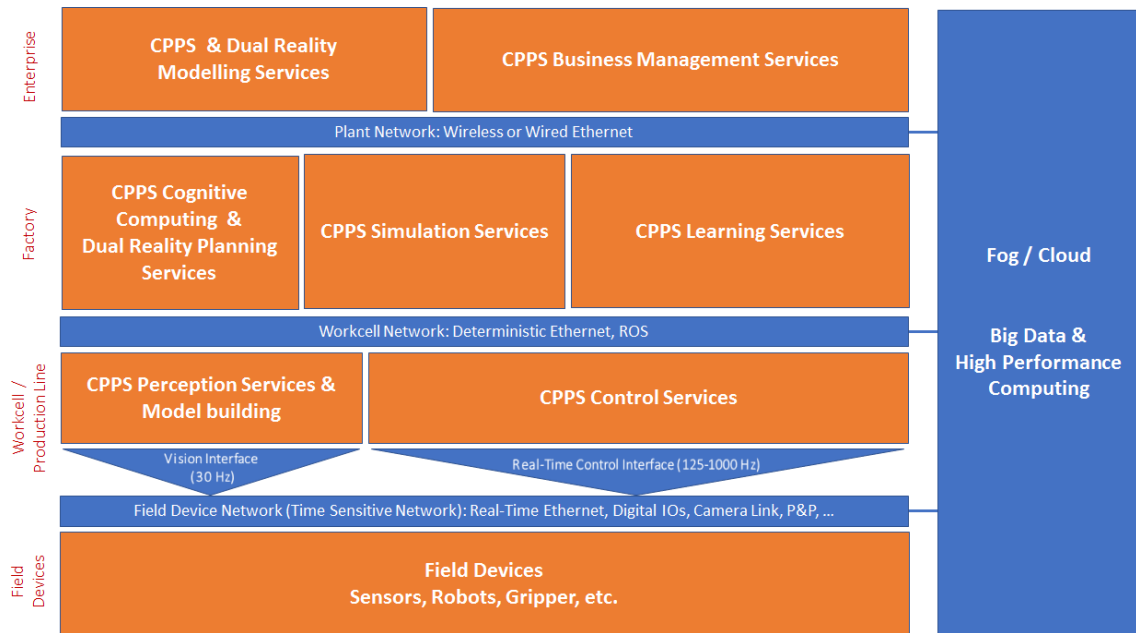 Enterprise
CPPS & Dual Reality
Modelling Services
CPPS Business Management Services
Plant Network: Wireless or Wired Ethernet
Factory
CPPS Cognitive
Computing &
Dual Reality Planning
Services
CPPS Simulation Services
CPPS Learning Services
Workcell Network: Deterministic Ethernet, ROS
Workcell /
Production Line
CPPS Perception Services &
Model building
CPPS Control Services
Vision Interface
(30 Hz)
Real-Time Control Interface (125-1000 Hz)
Field Device Network (Time Sensitive Network): Real-Time Ethernet, Digital IOs, Camera Link, P&P, ...
Field
Devices
Field Devices
Sensors, Robots, Gripper, etc.
Fog / Cloud
Big Data &
High Performance
Computing